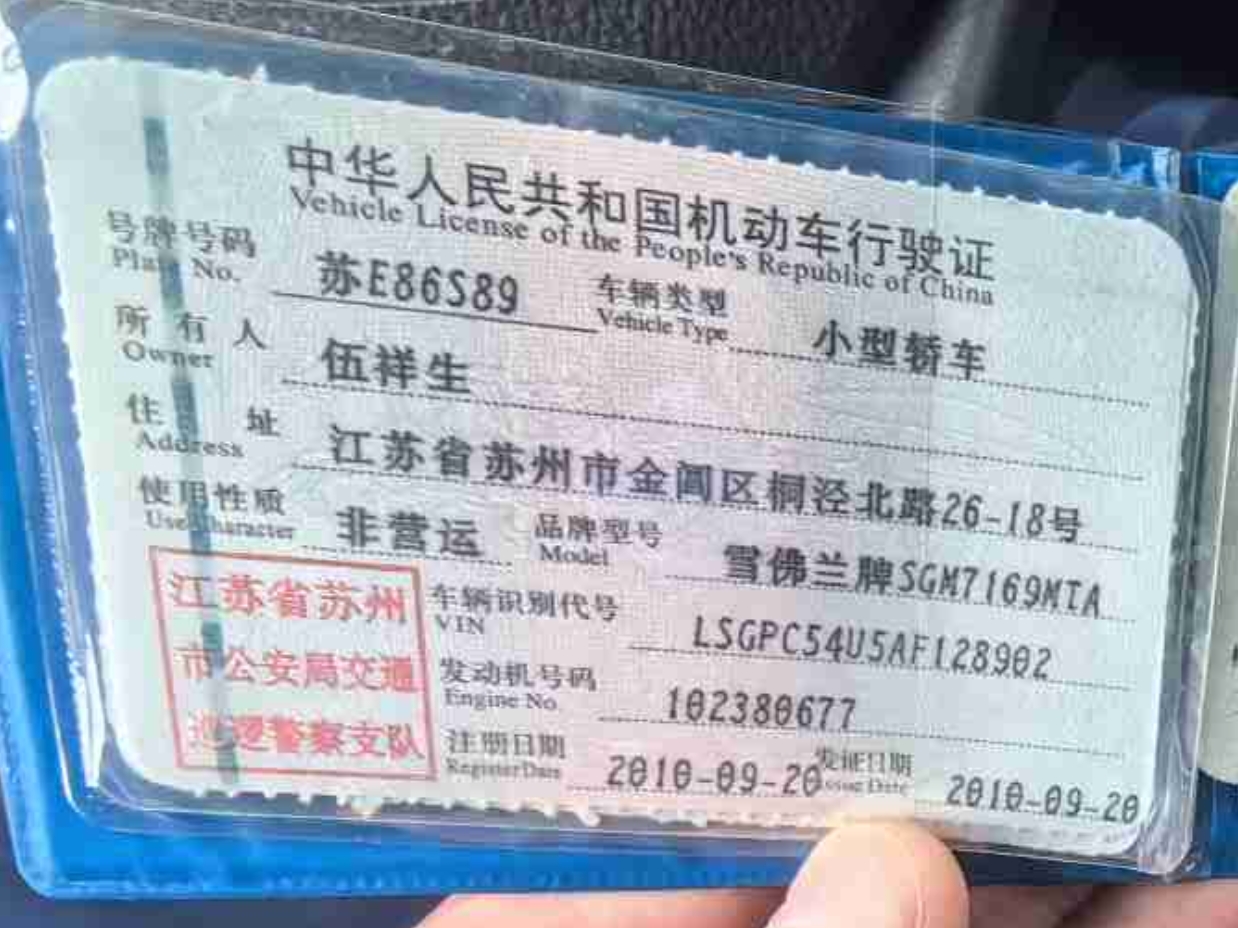 中华人民共和国机动车行驶证
Vehicle License of the People's Republic of China
号牌号码 苏E86S89 车辆类型 小型轿车
Plate No. Vehicle Type
所有人 伍祥生
Owner
住址 江苏省苏州市金阊区桐泾北路26-18号
Address
使用性质 非营运 品牌型号 雪佛兰牌SGM7169MTA
Use Character Model
江苏省苏州
市公安局交通
巡逻警察支队
车辆识别代号 LSGPC54U5AF128902
VIN
发动机号码 102380677
Engine No.
注册日期 2010-09-20 发证日期 2010-09-20
Register Date Issue Date